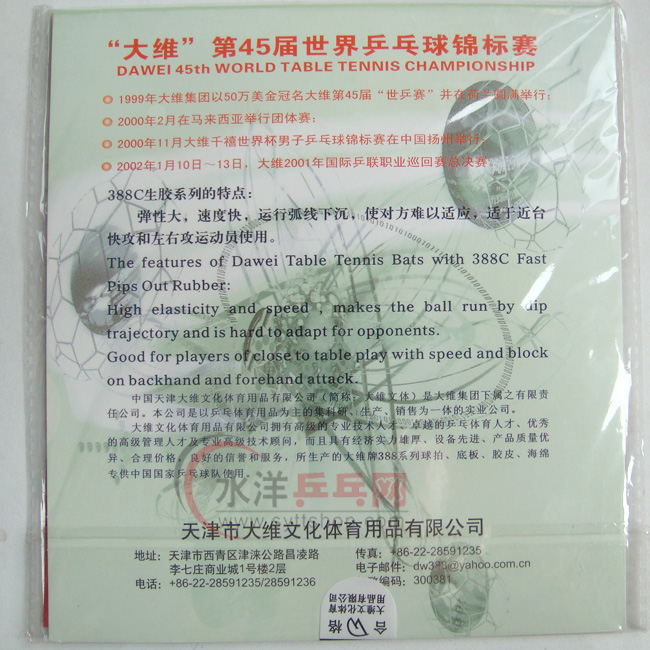 “大维”第45届世界乒乓球锦标赛
DAWEI 45th WORLD TABLE TENNIS CHAMPIONSHIP
1999年大维集团以50万美金冠名大维第45届“世乒赛”并在荷兰圆满举行；
2000年2月在马来西亚举行团体赛；
2000年11月大维千禧世界杯男子乒乓球锦标赛在中国扬州举行；
2002年1月10日～13日，大维2001年国际乒联职业巡回赛总决赛
388C生胶系列的特点：
弹性大，速度快，运行弧线下沉，使对方难以适应，适于近台
快攻和左右攻运动员使用。
The features of Dawei Table Tennis Bats with 388C Fast
Pips Out Rubber:
High elasticity and speed , makes the ball run by dip
trajectory and is hard to adapt for opponents.
Good for players of close to table play with speed and block
on backhand and forehand attack.
中国天津大维文化体育用品有限公司（简称：大维文体）是大维集团下属之有限
责任公司。本公司是以乒乓体育用品为主的集科研、生产、销售为一体的实业公司。
大维文化体育用品有限公司拥有高级的专业技术人才、卓越的乒乓体育人才、优秀
的高级管理人才及专业高级技术顾问，而且具有经济实力雄厚、设备先进、产品质量优
异、合理价格，良好的信誉和服务，所生产的大维牌388系列球拍、底板、胶皮、海绵
专供中国国家乒乓球队使用。
水洋乒乓网
天津市大维文化体育用品有限公司
地址：天津市西青区津涞公路昌凌路
李七庄商业城1号楼2层
电话：+86-22-28591235/28591236
传真：+86-22-28591235
电子邮件：dw388@yahoo.com.cn
编码：300381
大维文化体育
用品有限公司
合格